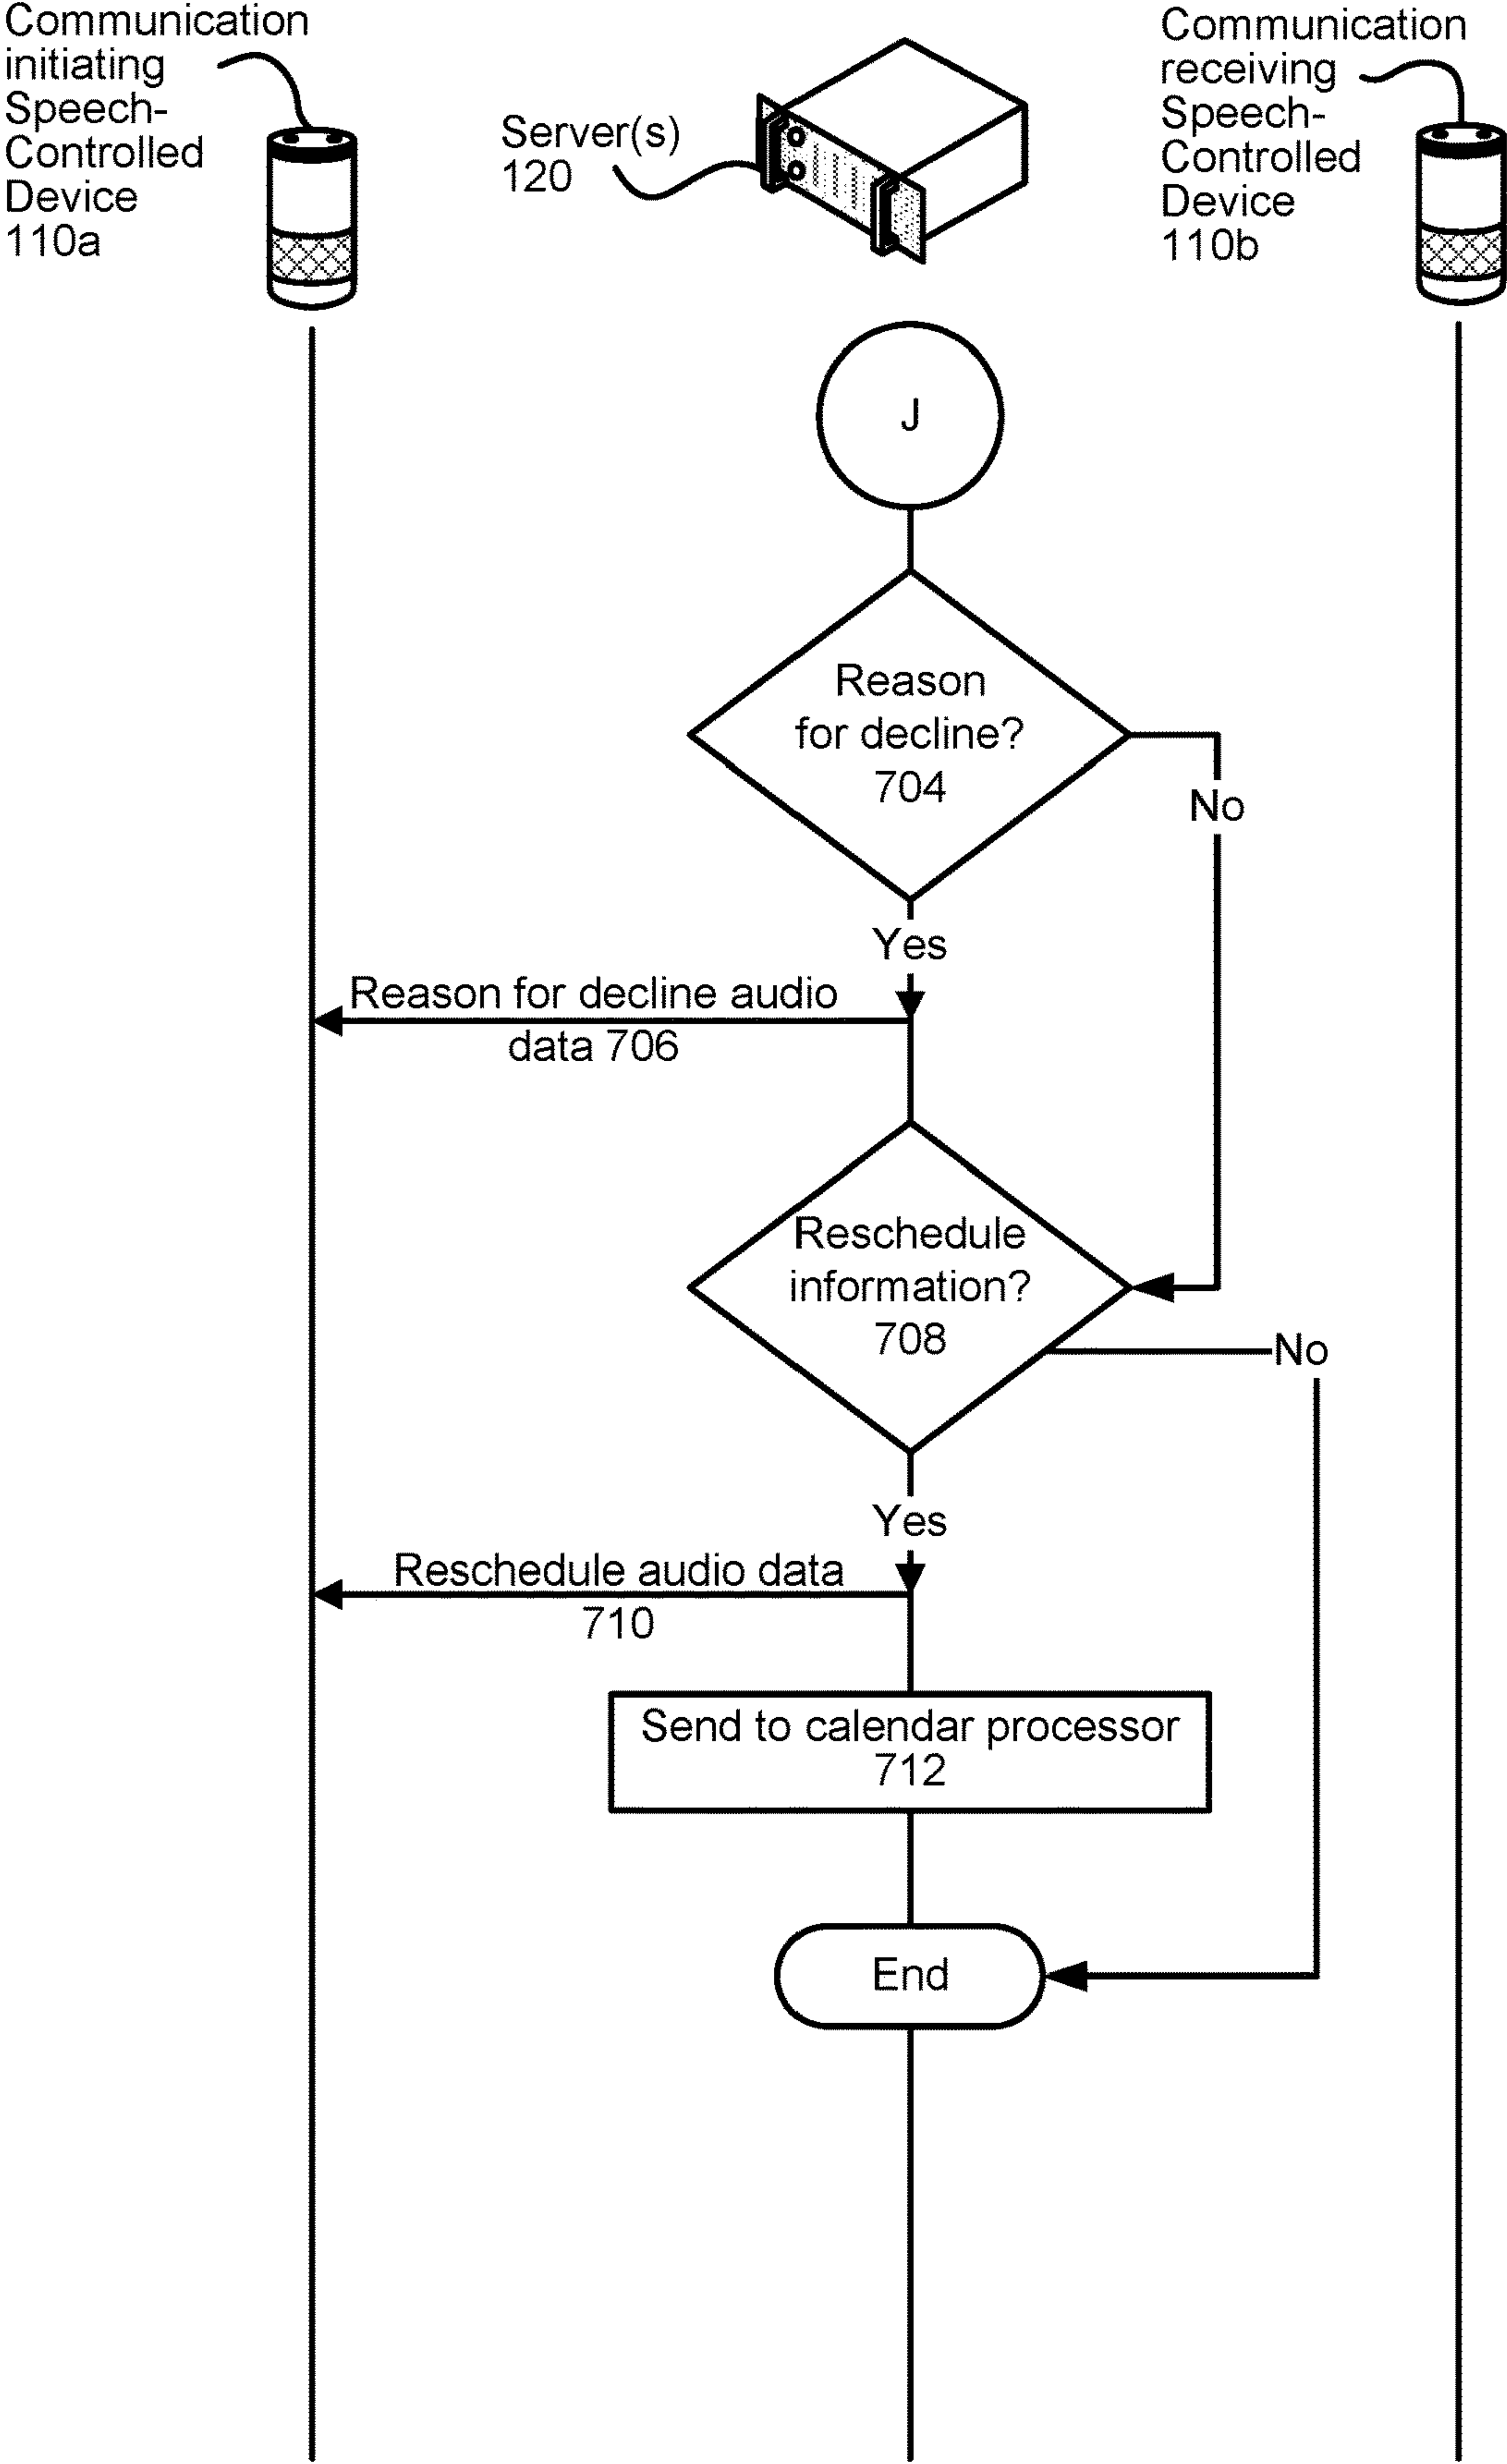 Communication
initiating
Speech-
Controlled
Device
110a
Server(s)
120
Communication
receiving
Speech-
Controlled
Device
110b
J
Reason
for decline?
704
No
Yes
Reason for decline audio
data 706
Reschedule
information?
708
No
Yes
Reschedule audio data
710
Send to calendar processor
712
End